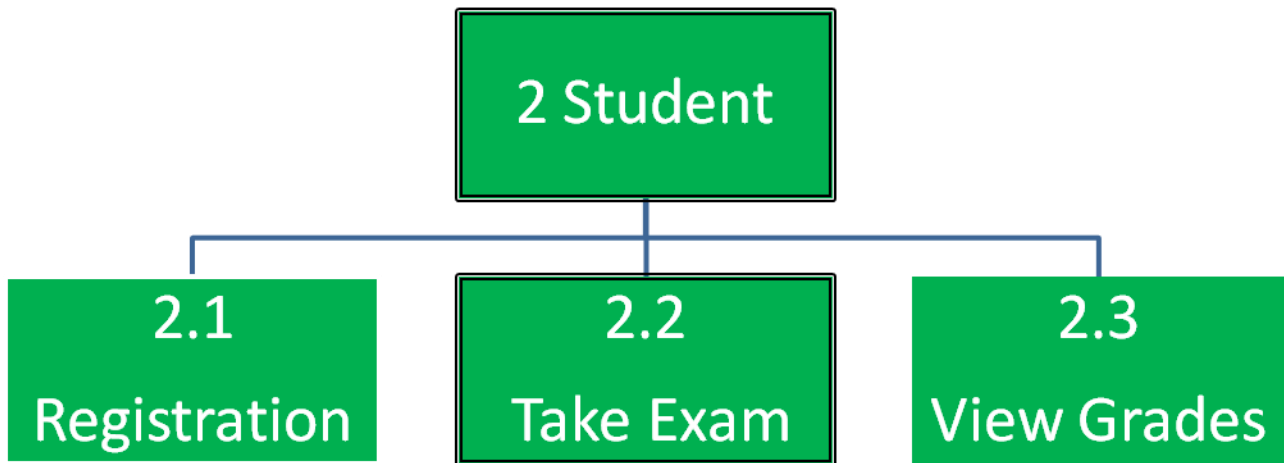 2 Student
2.1
Registration
2.2
Take Exam
2.3
View Grades